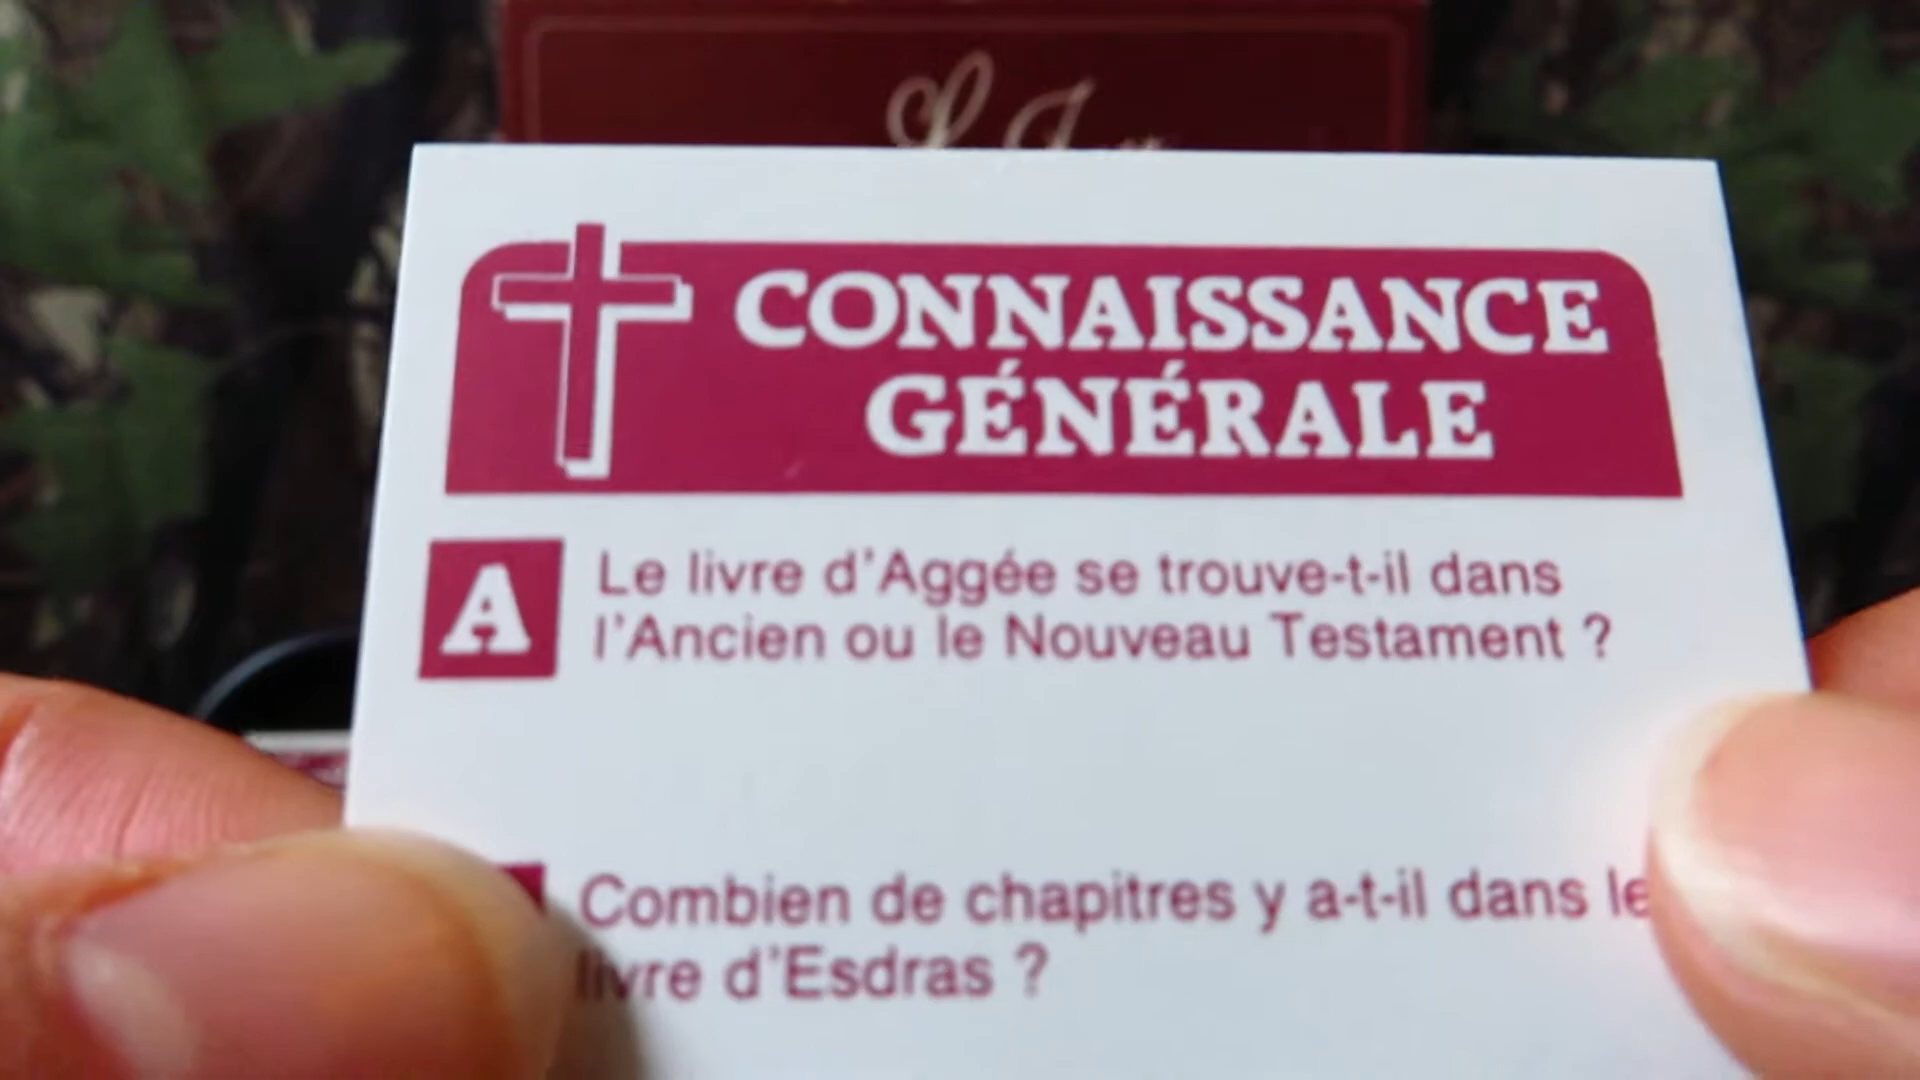 CONNAISSANCE
GÉNÉRALE
A
Le livre d'Aggée se trouve-t-il dans
l'Ancien ou le Nouveau Testament ?
Combien de chapitres y a-t-il dans le
livre d'Esdras ?